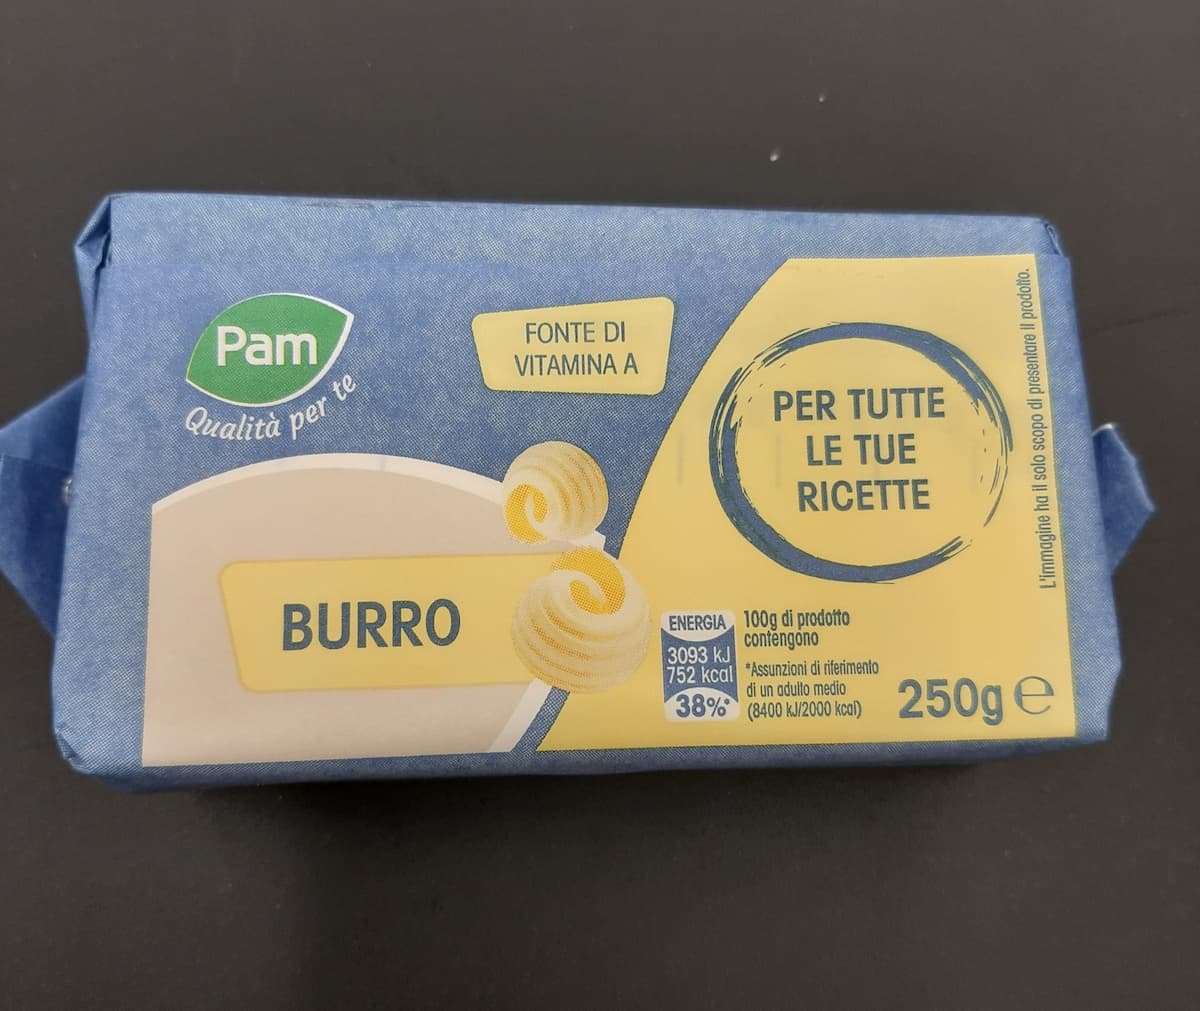 Pam
Qualità per te
FONTE DI
VITAMINA A
PER TUTTE
LE TUE
RICETTE
L'immagine ha il solo scopo di presentare il prodotto.
BURRO
ENERGIA
3093 kJ
752 kcal
38%*
100g di prodotto
contengono
*Assunzioni di riferimento
di un adulto medio
(8400 kJ/2000 kcal)
250g e